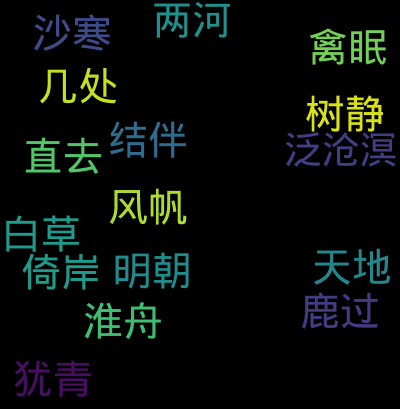 两河
沙寒
禽眠
几处
树静
结伴
泛沧溟
直去
风帆
白草
倚岸
明朝
天地
鹿过
淮舟
犹青